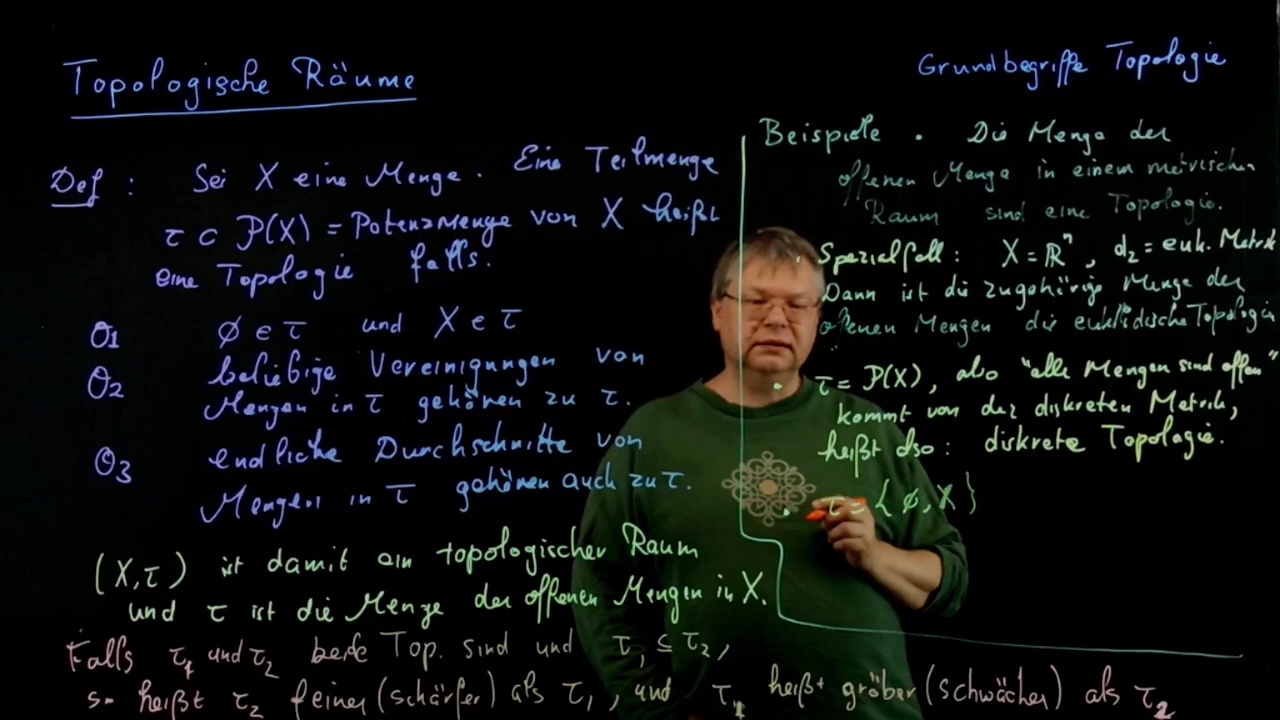 Topologische Räume
Def : Sei X eine Menge. Eine Teilmenge
τ ⊂ P(X) = Potenzmenge von X heißt
eine Topologie falls.
O1 ∅ ∈ τ und X ∈ τ
O2 beliebige Vereinigungen von
Mengen in τ gehören zu τ.
O3 endliche Durchschnitte von
Mengen in τ gehören auch zu τ.
(X,τ) ist damit ein topologischer Raum
und τ ist die Menge der offenen Mengen in X.
Falls τ₁ und τ₂ beide Top. sind und τ₁ ⊆ τ₂,
so heißt τ₂ feiner (schärfer) als τ₁, und τ₁ heißt gröber (schwächer) als τ₂
Grundbegriffe Topologie
Beispiele • Die Menge der
offenen Menge in einem metrischen
Raum sind eine Topologie.
• Spezialfall : X = ℝⁿ, d₂ = euk. Metrik
Dann ist die zugehörige Menge der
offenen Mengen die euklidische Topologie
• τ = P(X), also "alle Mengen sind offen"
kommt von der diskreten Metrik,
heißt also : diskrete Topologie.
• τ = { ∅, X }